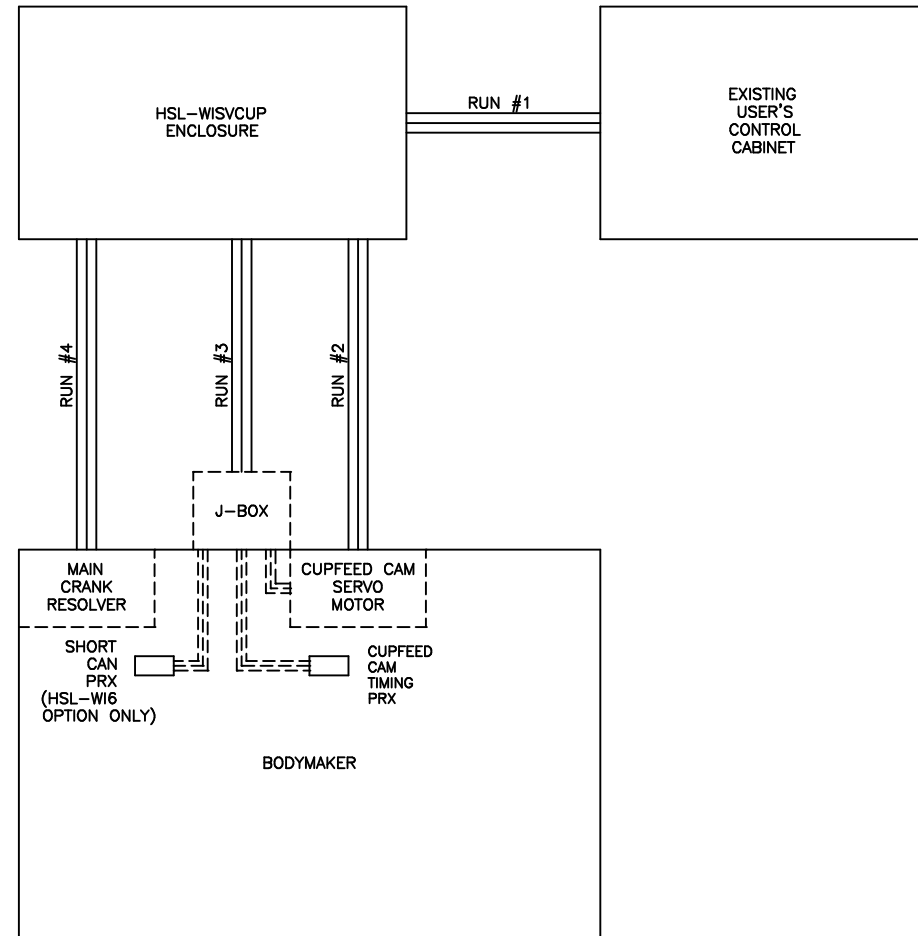 HSL-WISVCUP
ENCLOSURE
RUN #1
EXISTING
USER'S
CONTROL
CABINET
RUN #4
RUN #3
RUN #2
J-BOX
MAIN
CRANK
RESOLVER
CUPFEED CAM
SERVO
MOTOR
SHORT
CAN
PRX
(HSL-WI6
OPTION ONLY)
CUPFEED
CAM
TIMING
PRX
BODYMAKER